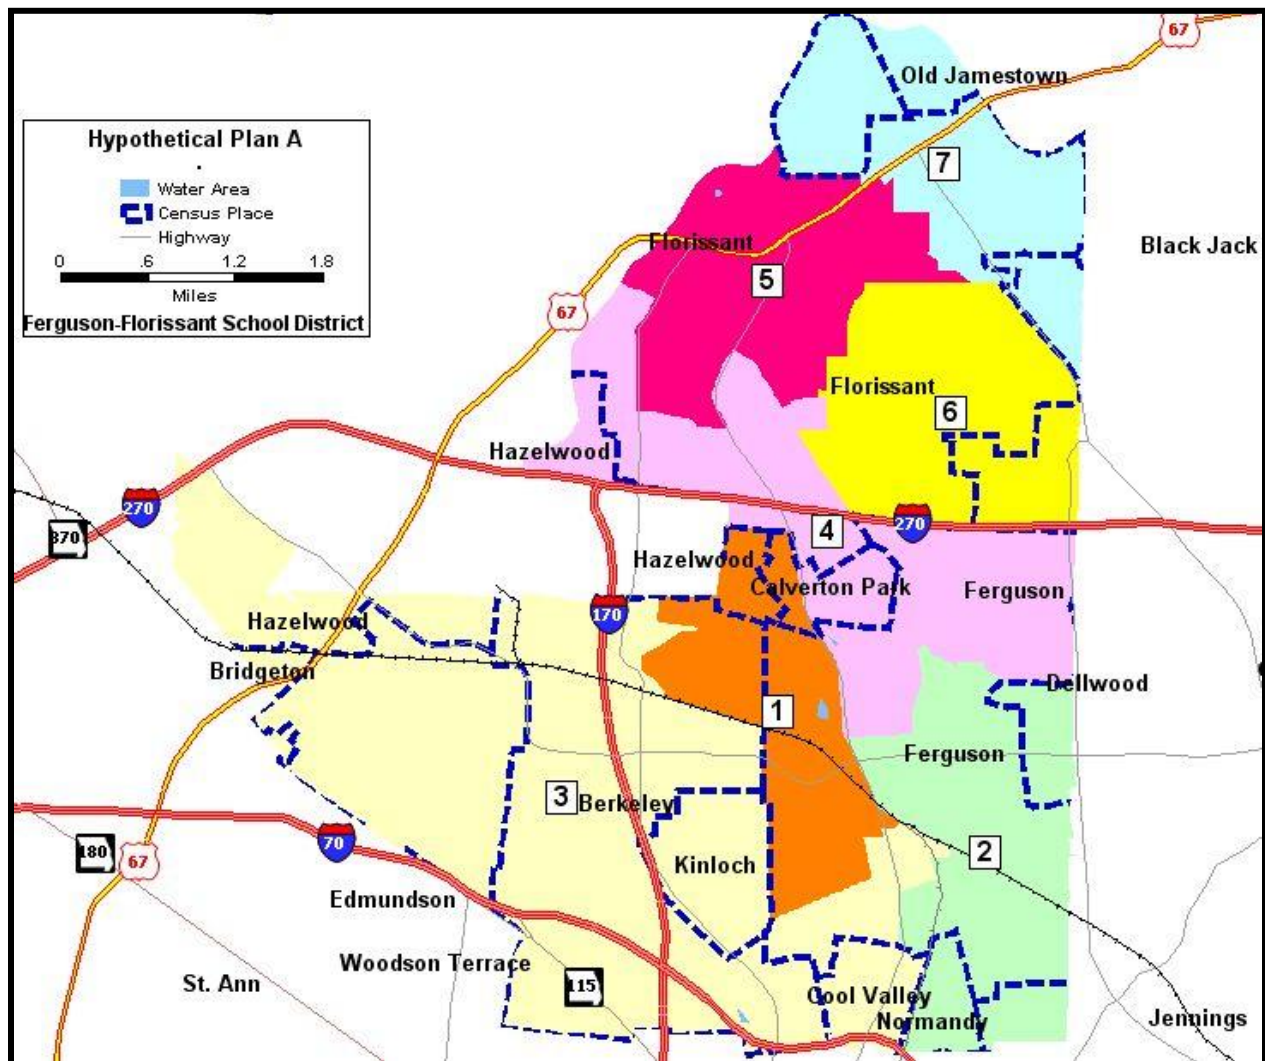 67
Old Jamestown
Hypothetical Plan A
Water Area
Census Place
Highway
0 .6 1.2 1.8
Miles
Ferguson-Florissant School District
7
Black Jack
Florissant
5
67
Florissant
6
Hazelwood
270
370
270
4
Hazelwood
Calverton Park
Ferguson
170
Hazelwood
Bridgeton
Dellwood
1
Ferguson
3
Berkeley
70
180
67
2
Kinloch
Edmundson
Woodson Terrace
St. Ann
115
Cool Valley
Normandy
Jennings